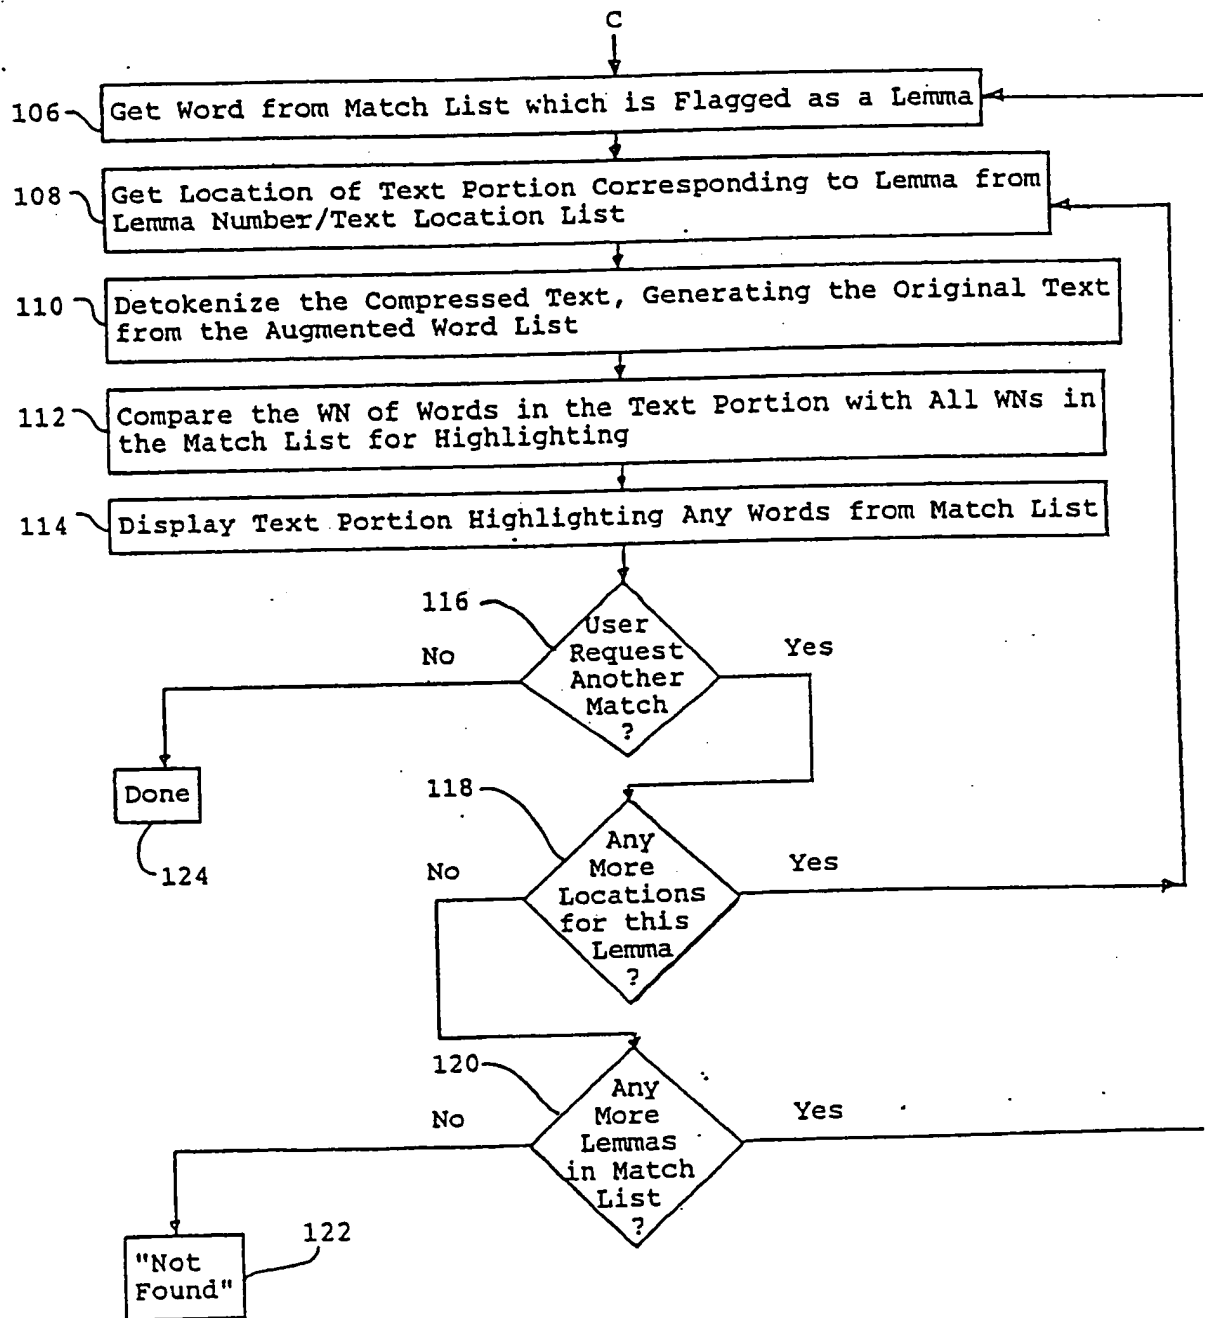 C
106
Get Word from Match List which is Flagged as a Lemma
108
Get Location of Text Portion Corresponding to Lemma from
Lemma Number/Text Location List
110
Detokenize the Compressed Text, Generating the Original Text
from the Augmented Word List
112
Compare the WN of Words in the Text Portion with All WNs in
the Match List for Highlighting
114
Display Text Portion Highlighting Any Words from Match List
116
User
Request
Another
Match
?
No
Yes
Done
124
118
Any
More
Locations
for this
Lemma
?
No
Yes
120
Any
More
Lemmas
in Match
List
?
No
Yes
122
"Not
Found"